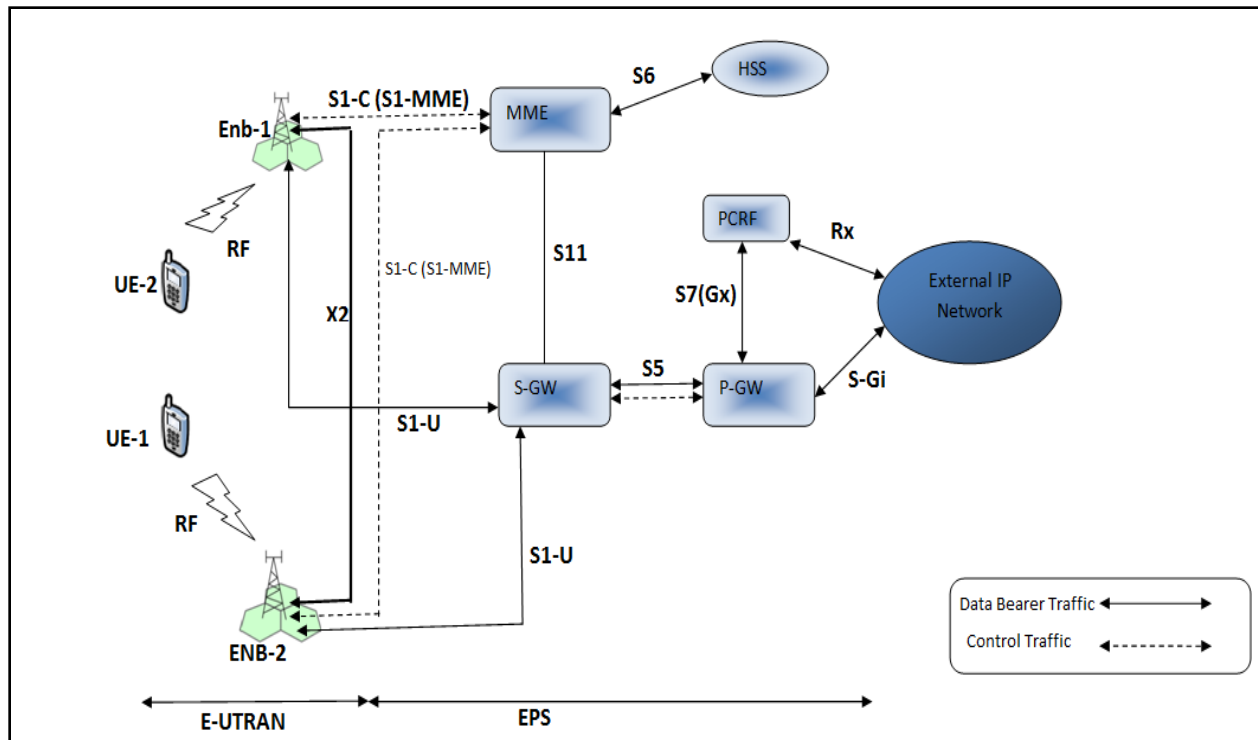 HSS
S6
S1-C (S1-MME)
MME
Enb-1
PCRF
Rx
RF
S11
S1-C (S1-MME)
UE-2
External IP
Network
S7(Gx)
X2
S5
S-GW
P-GW
S-Gi
S1-U
UE-1
RF
S1-U
Data Bearer Traffic
Control Traffic
ENB-2
E-UTRAN
EPS